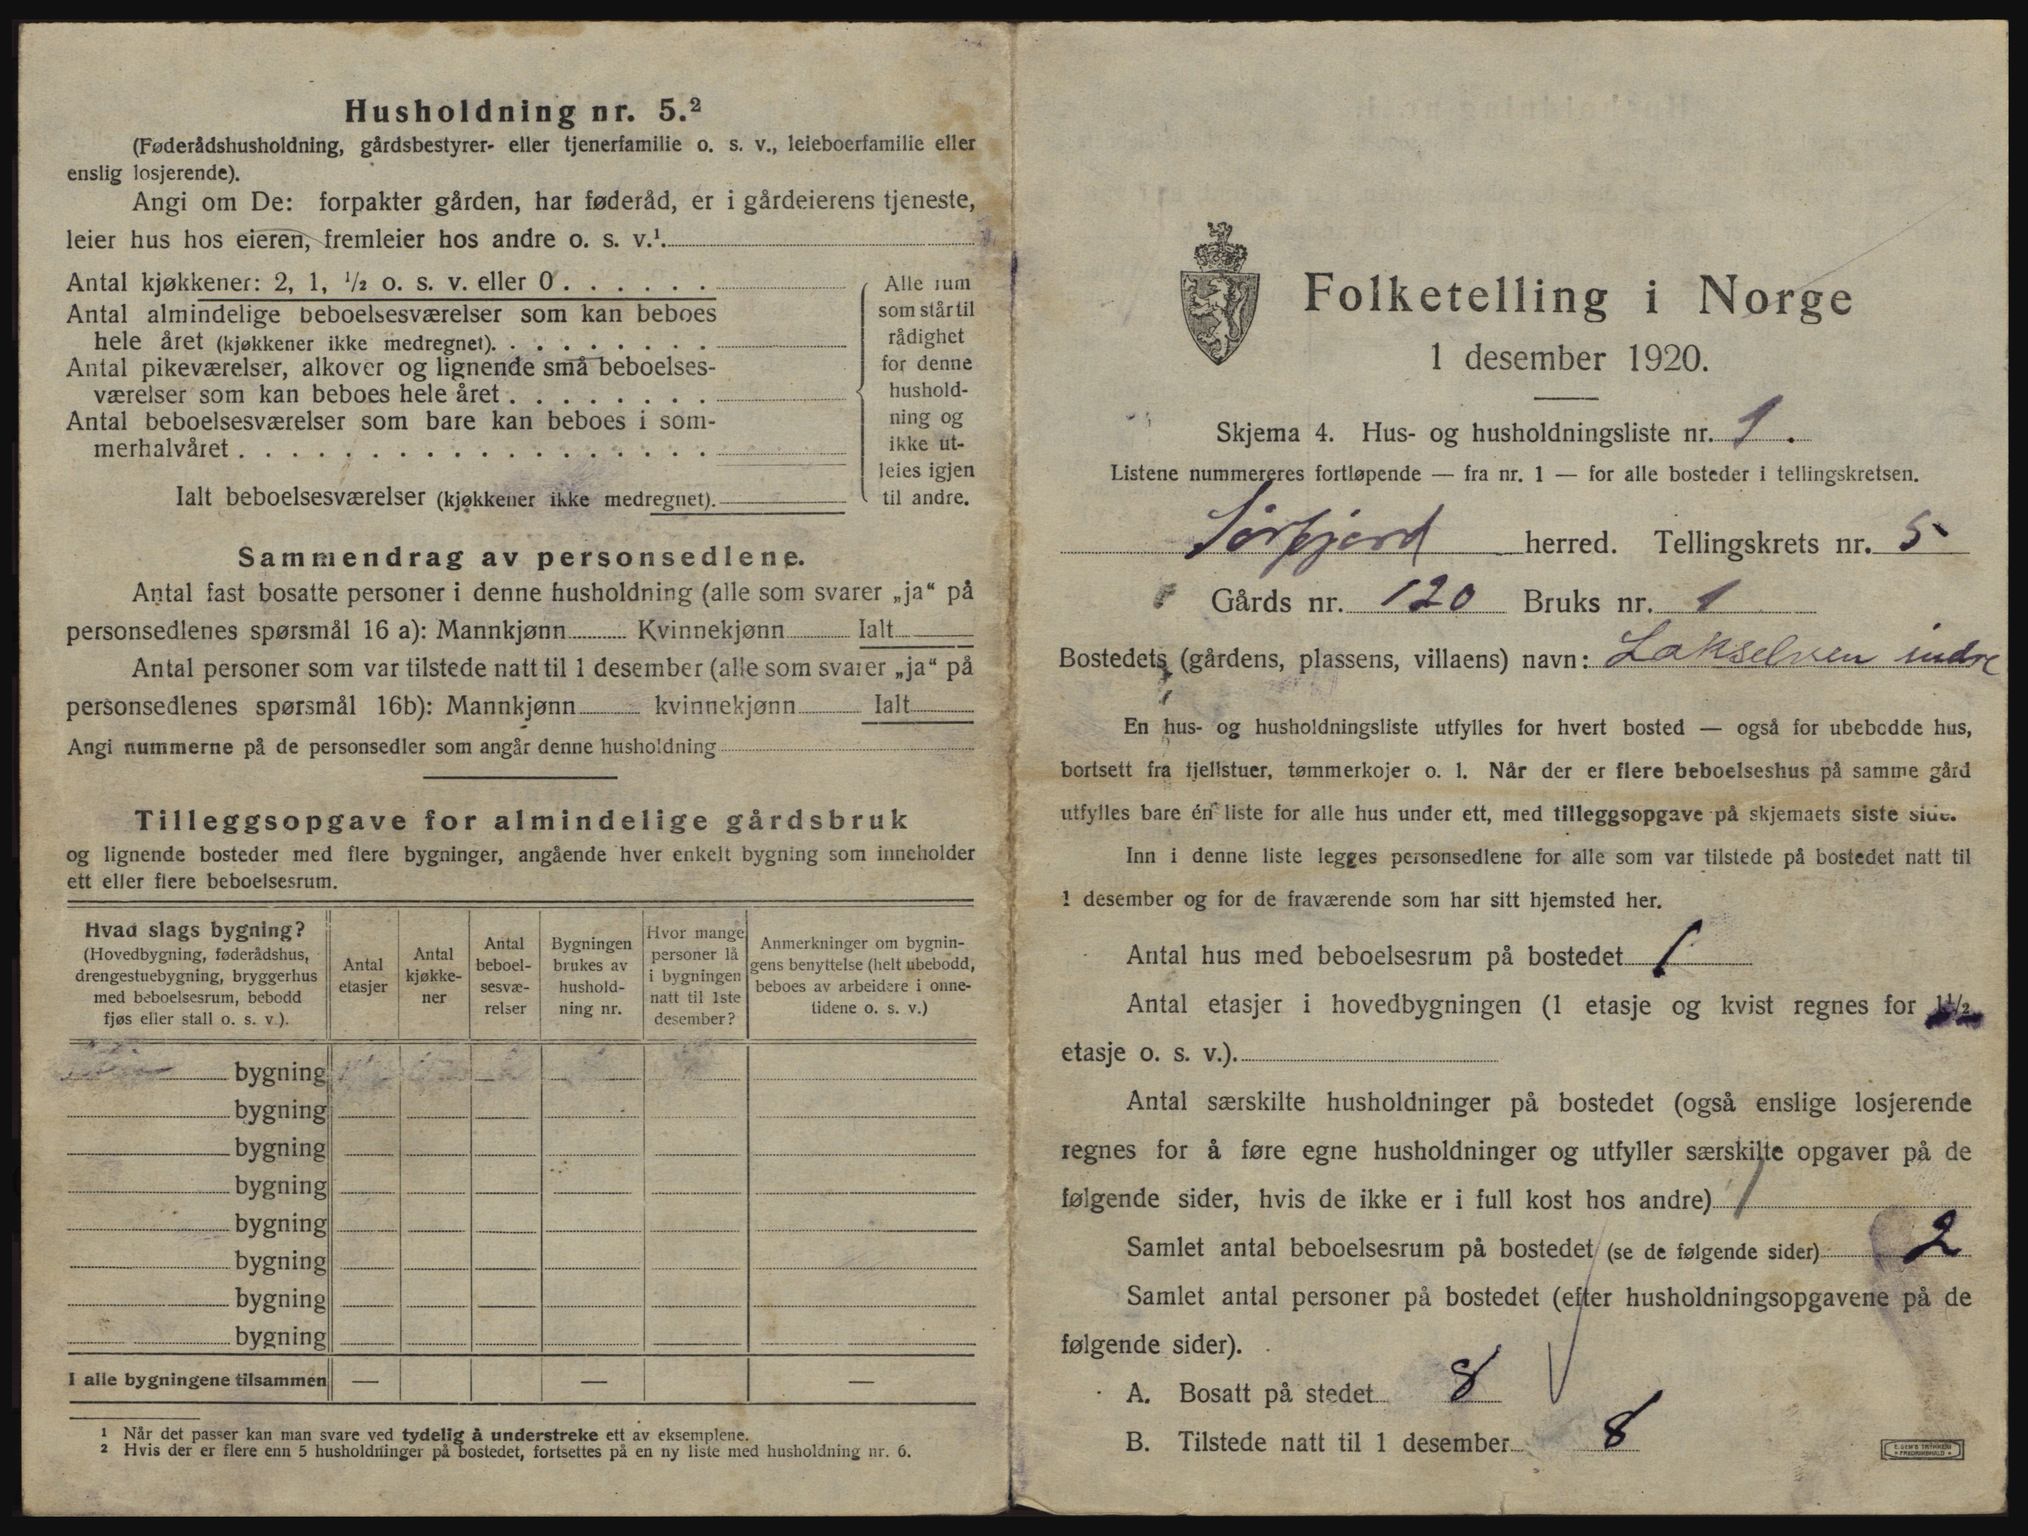 Husholdning nr. 5.²
(Føderådshusholdning, gårdsbestyrer- eller tjenerfamilie o. s. v., leieboerfamilie eller
enslig losjerende).
Angi om De: forpakter gården, har føderåd, er i gårdeierens tjeneste,
leier hus hos eieren, fremleier hos andre o. s. v.¹
Antal kjøkkener: 2, 1, ½ o. s. v. eller 0
Antal almindelige beboelsesværelser som kan beboes
hele året (kjøkkener ikke medregnet).
Antal pikeværelser, alkover og lignende små beboelses-
værelser som kan beboes hele året
Antal beboelsesværelser som bare kan beboes i som-
merhalvåret
Ialt beboelsesværelser (kjøkkener ikke medregnet).
Alle rum
som står til
rådighet
for denne
hushold-
ning og
ikke ut-
leies igjen
til andre.
Sammendrag av personsedlene.
Antal fast bosatte personer i denne husholdning (alle som svarer „ja“ på
personsedlenes spørsmål 16 a): Mannkjønn Kvinnekjønn Ialt
Antal personer som var tilstede natt til 1 desember (alle som svarer „ja“ på
personsedlenes spørsmål 16b): Mannkjønn kvinnekjønn Ialt
Angi nummerne på de personsedler som angår denne husholdning
Tilleggsopgave for almindelige gårdsbruk
og lignende bosteder med flere bygninger, angående hver enkelt bygning som inneholder
ett eller flere beboelsesrum.
Hvad slags bygning?
(Hovedbygning, føderådshus,
drengestuebygning, bryggerhus
med beboelsesrum, bebodd
fjøs eller stall o. s. v.).
Antal
etasjer
Antal
kjøkke-
ner
Antal
beboel-
sesvæ-
relser
Bygningen
brukes av
hushold-
ning nr.
Hvor mange
personer lå
i bygningen
natt til 1ste
desember?
Anmerkninger om bygnin-
gens benyttelse (helt ubebodd,
beboes av arbeidere i onne-
tidene o. s. v.)
bygning
bygning
bygning
bygning
bygning
bygning
bygning
bygning
I alle bygningene tilsammen — — —
¹ Når det passer kan man svare ved tydelig å understreke ett av eksemplene.
² Hvis der er flere enn 5 husholdninger på bostedet, fortsettes på en ny liste med husholdning nr. 6.
Folketelling i Norge
1 desember 1920.
Skjema 4. Hus- og husholdningsliste nr. 1.
Listene nummereres fortløpende — fra nr. 1 — for alle bosteder i tellingskretsen.
Sørfjord herred. Tellingskrets nr. 5
Gårds nr. 120 Bruks nr. 1
Bostedets (gårdens, plassens, villaens) navn: Lakselven indre
En hus- og husholdningsliste utfylles for hvert bosted — også for ubebodde hus,
bortsett fra fjellstuer, tømmerkojer o. l. Når der er flere beboelseshus på samme gård
utfylles bare én liste for alle hus under ett, med tilleggsopgave på skjemaets siste side.
Inn i denne liste legges personsedlene for alle som var tilstede på bostedet natt til
1 desember og for de fraværende som har sitt hjemsted her.
Antal hus med beboelsesrum på bostedet 1
Antal etasjer i hovedbygningen (1 etasje og kvist regnes for 1½
etasje o. s. v.).
Antal særskilte husholdninger på bostedet (også enslige losjerende
regnes for å føre egne husholdninger og utfyller særskilte opgaver på de
følgende sider, hvis de ikke er i full kost hos andre) 1
Samlet antal beboelsesrum på bostedet (se de følgende sider) 2
Samlet antal personer på bostedet (efter husholdningsopgavene på de
følgende sider).
A. Bosatt på stedet 8
B. Tilstede natt til 1 desember 8